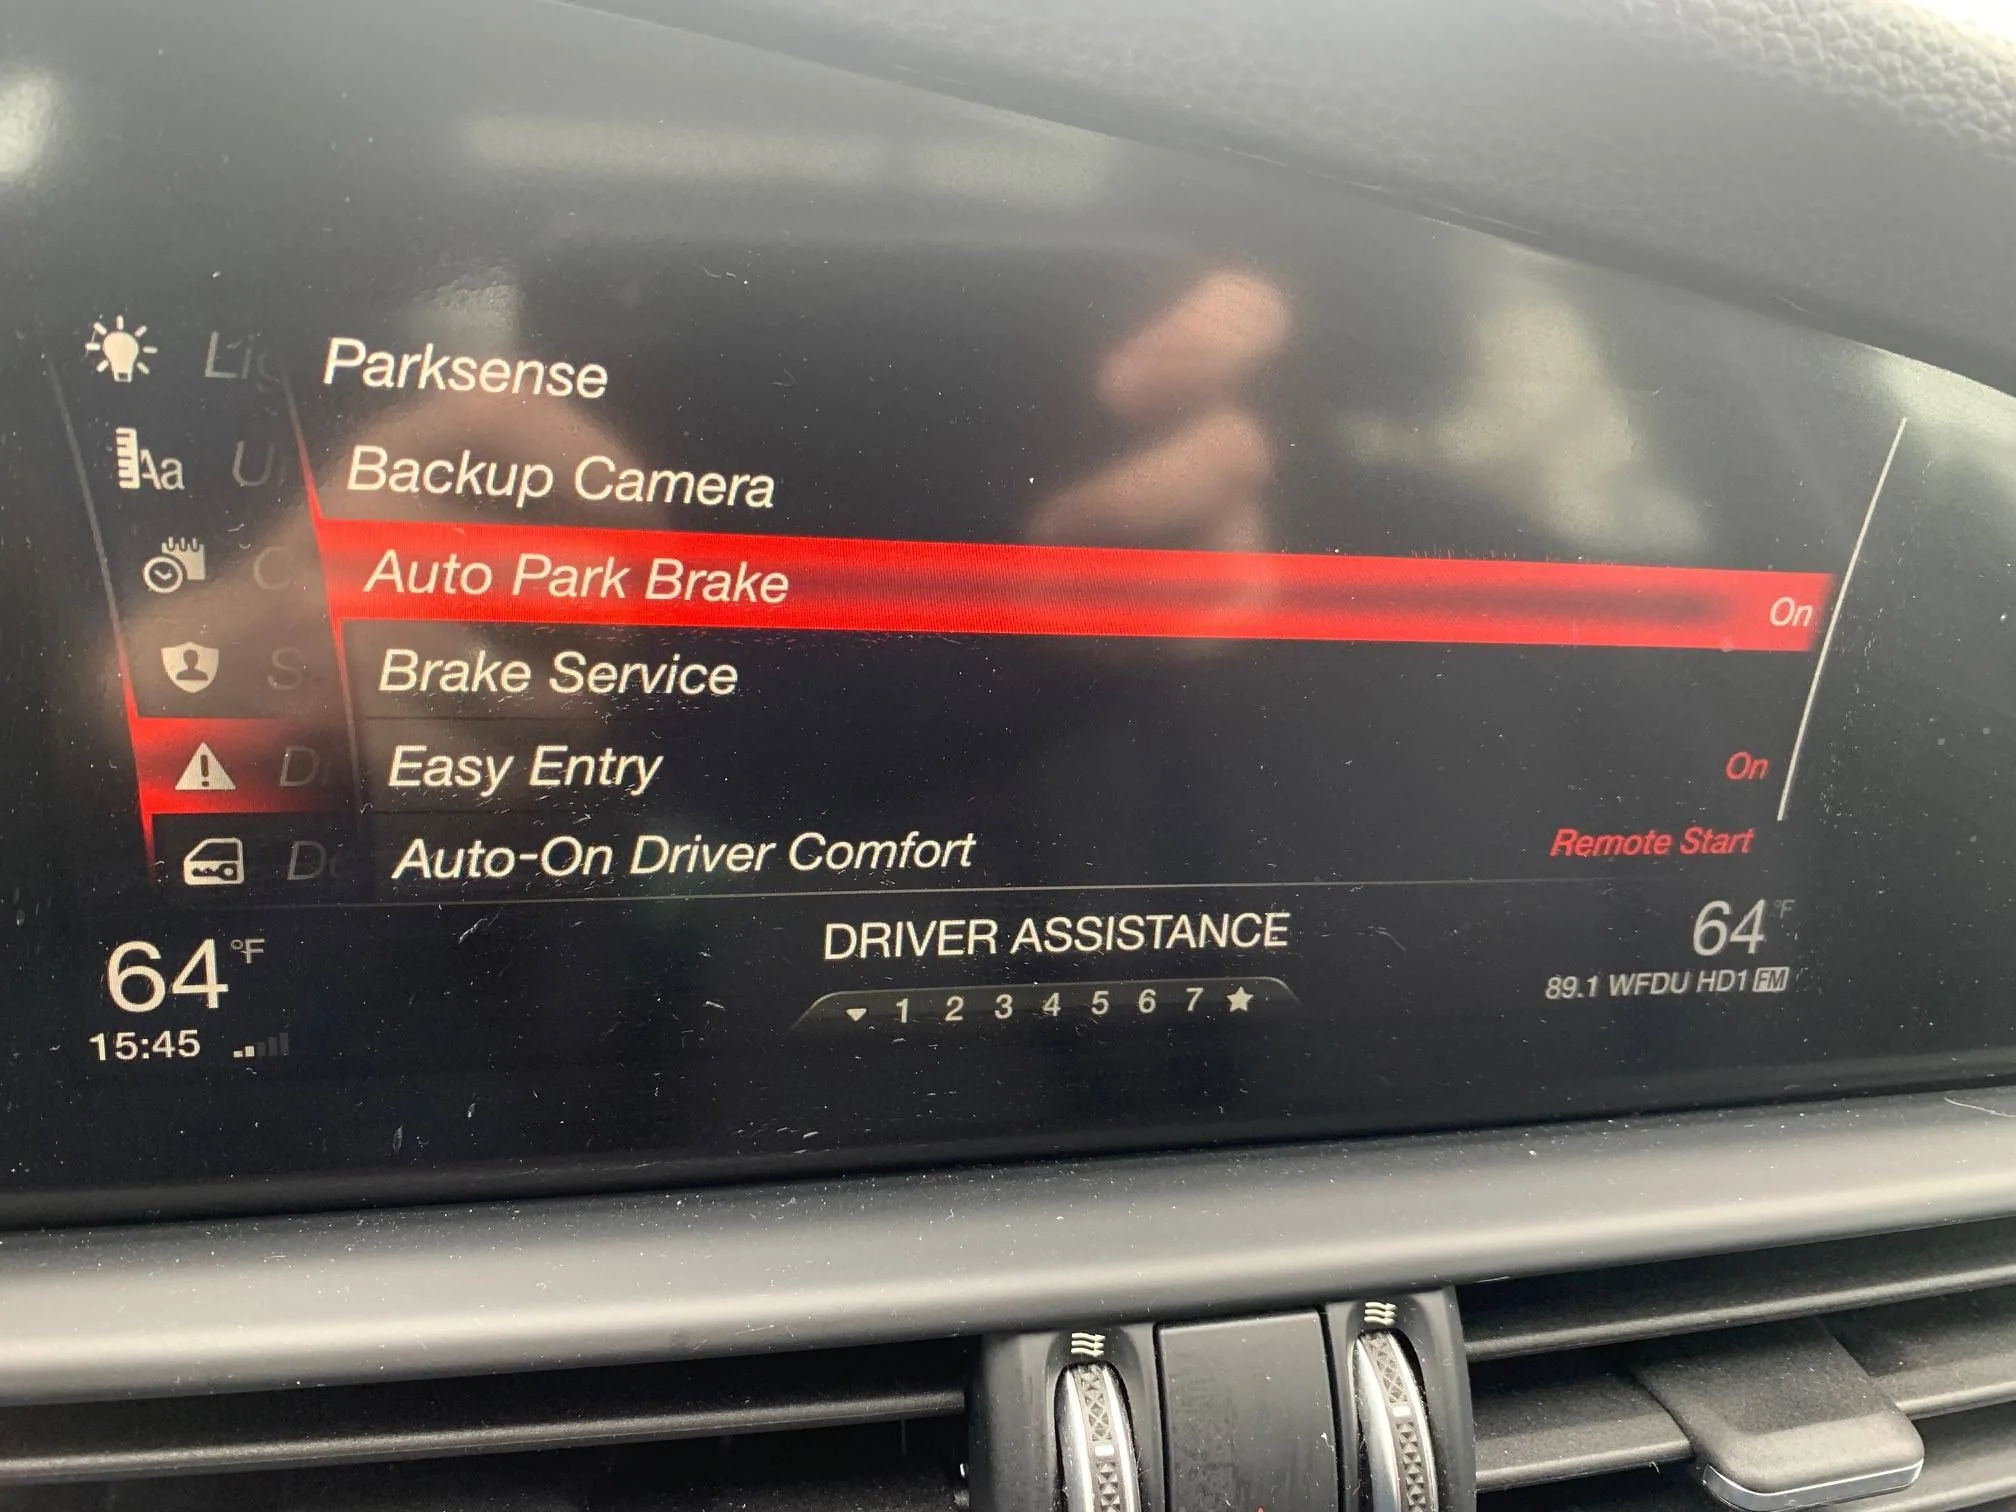 Parksense
Backup Camera
Aa
Auto Park Brake On
Brake Service
Easy Entry On
Auto-On Driver Comfort Remote Start
64°F DRIVER ASSISTANCE 64°F
15:45 1 2 3 4 5 6 7 89.1 WFDU HD1 FM